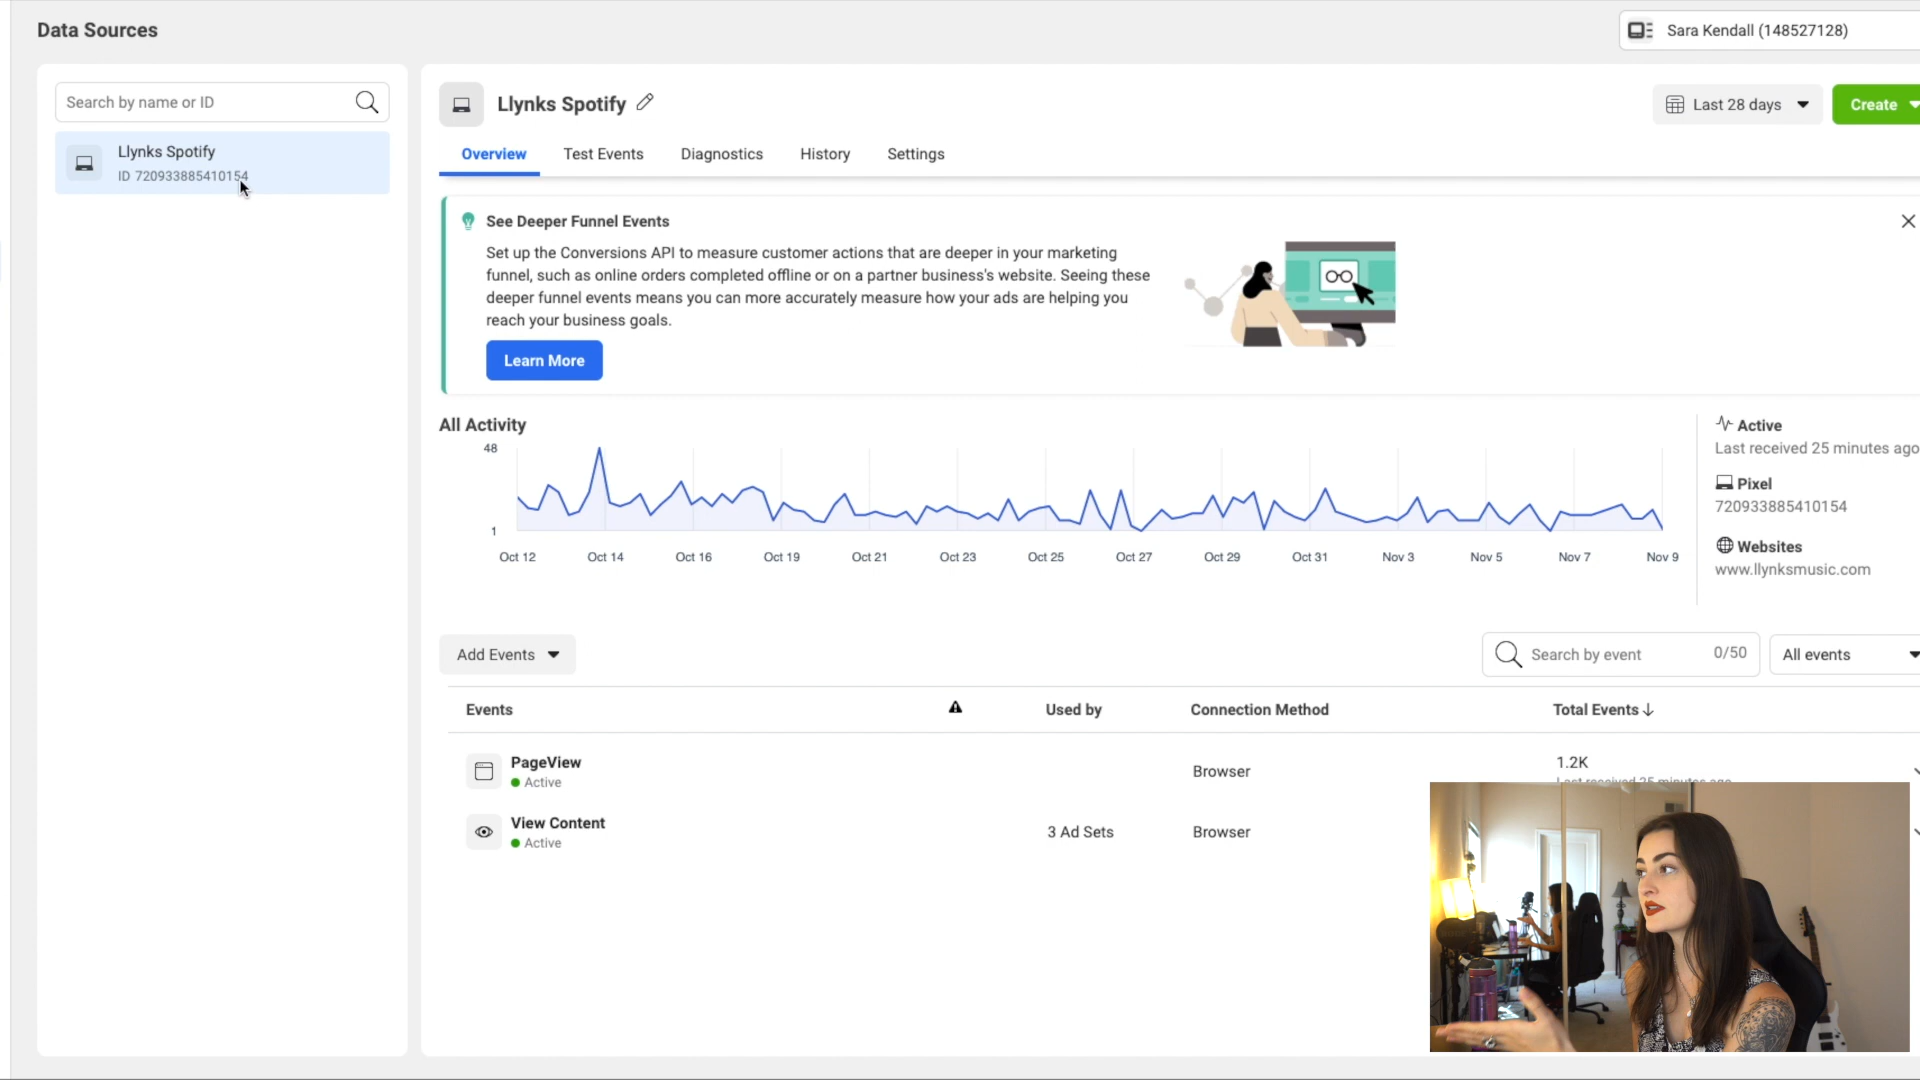 Data Sources
Sara Kendall (148527128)
Search by name or ID
Llynks Spotify
ID 720933885410154
Llynks Spotify
Last 28 days
Create
Overview
Test Events
Diagnostics
History
Settings
See Deeper Funnel Events
Set up the Conversions API to measure customer actions that are deeper in your marketing
funnel, such as online orders completed offline or on a partner business's website. Seeing these
deeper funnel events means you can more accurately measure how your ads are helping you
reach your business goals.
Learn More
All Activity
48
1
Oct 12
Oct 14
Oct 16
Oct 19
Oct 21
Oct 23
Oct 25
Oct 27
Oct 29
Oct 31
Nov 3
Nov 5
Nov 7
Nov 9
Active
Last received 25 minutes ago
Pixel
720933885410154
Websites
www.llynksmusic.com
Add Events
Search by event
0/50
All events
Events
Used by
Connection Method
Total Events
PageView
Active
Browser
1.2K
Last received 25 minutes ago
View Content
Active
3 Ad Sets
Browser